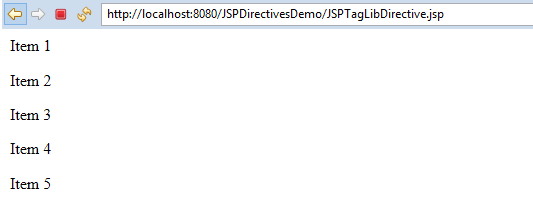 http://localhost:8080/JSPDirectivesDemo/JSPTagLibDirective.jsp
Item 1
Item 2
Item 3
Item 4
Item 5